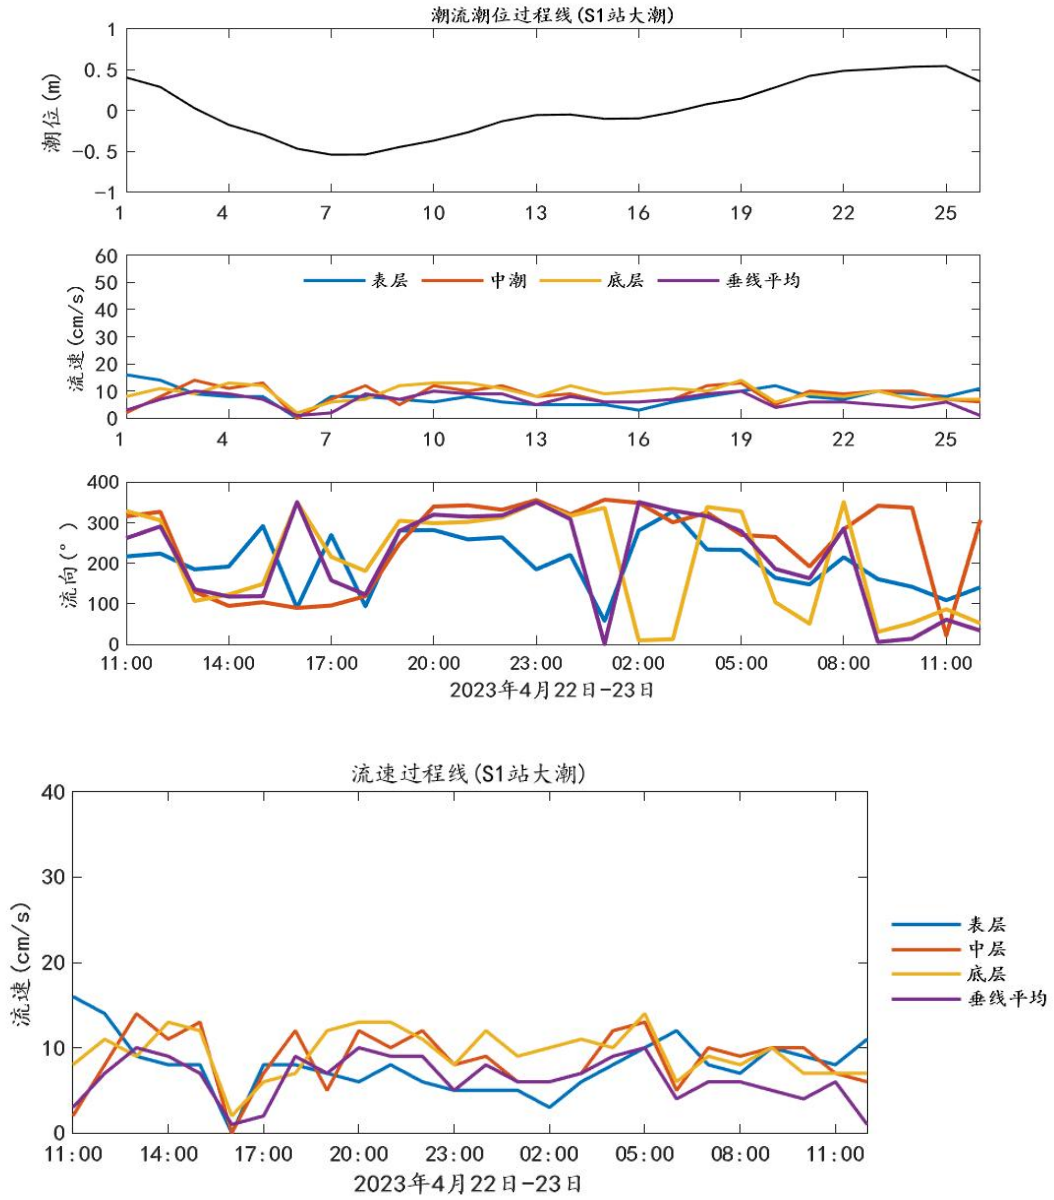 潮流潮位过程线(S1站大潮)
1
0.5
0
-0.5
-1
潮位(m)
1 4 7 10 13 16 19 22 25
60
50
40
30
20
10
0
流速(cm/s)
表层 中潮 底层 垂线平均
1 4 7 10 13 16 19 22 25
400
300
200
100
0
流向(°)
11:00 14:00 17:00 20:00 23:00 02:00 05:00 08:00 11:00
2023年4月22日-23日
流速过程线(S1站大潮)
40
30
20
10
0
流速(cm/s)
表层
中层
底层
垂线平均
11:00 14:00 17:00 20:00 23:00 02:00 05:00 08:00 11:00
2023年4月22日-23日